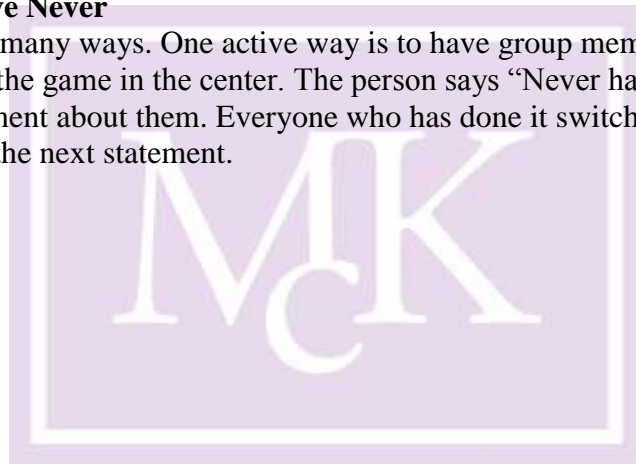 ve Never
many ways. One active way is to have group mem
the game in the center. The person says “Never ha
ment about them. Everyone who has done it switch
the next statement.
McK